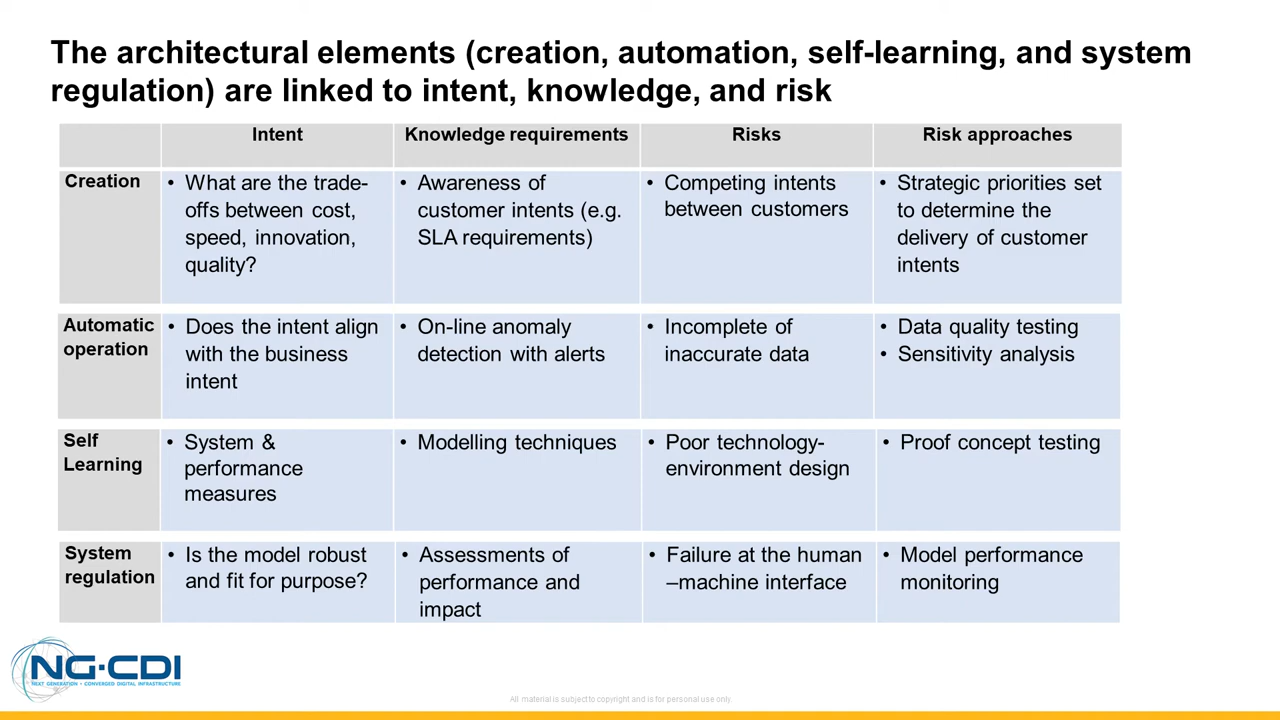 The architectural elements (creation, automation, self-learning, and system
regulation) are linked to intent, knowledge, and risk
Intent
Knowledge requirements
Risks
Risk approaches
Creation
• What are the trade-
offs between cost,
speed, innovation,
quality?
• Awareness of
customer intents (e.g.
SLA requirements)
• Competing intents
between customers
• Strategic priorities set
to determine the
delivery of customer
intents
Automatic
operation
• Does the intent align
with the business
intent
• On-line anomaly
detection with alerts
• Incomplete of
inaccurate data
• Data quality testing
• Sensitivity analysis
Self
Learning
• System &
performance
measures
• Modelling techniques
• Poor technology-
environment design
• Proof concept testing
System
regulation
• Is the model robust
and fit for purpose?
• Assessments of
performance and
impact
• Failure at the human
–machine interface
• Model performance
monitoring
NG·CDI
NEXT GENERATION • CONVERGED DIGITAL INFRASTRUCTURE
All material is subject to copyright and is for personal use only